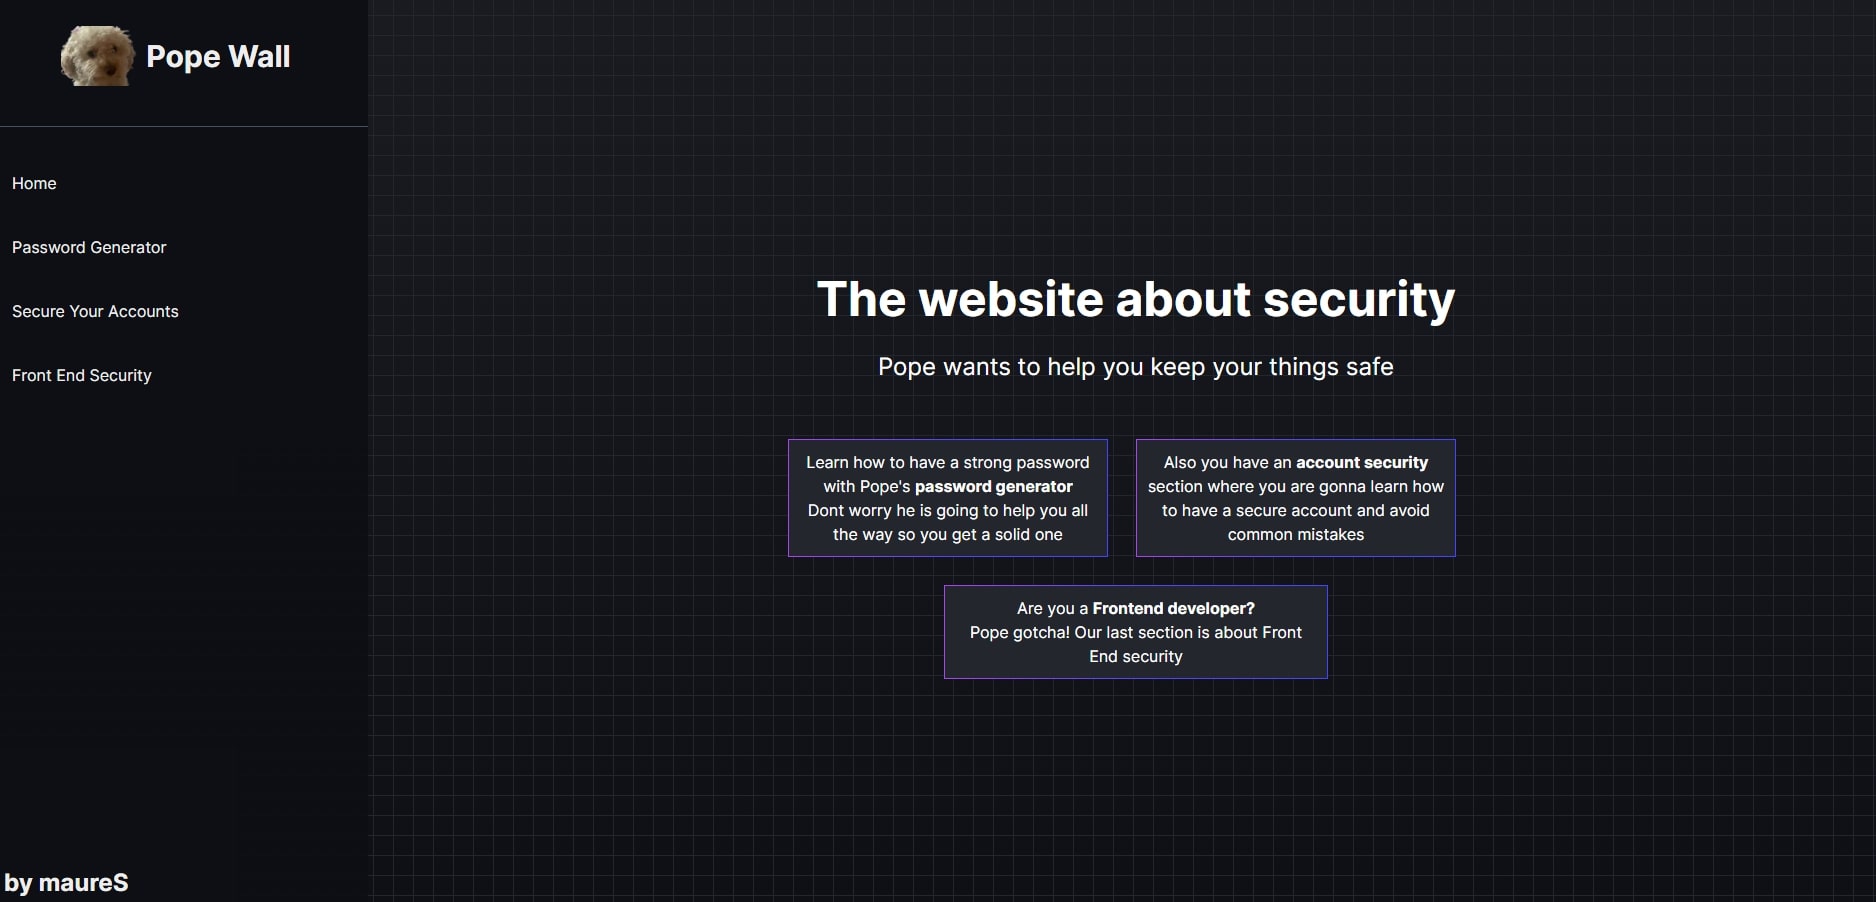 Pope Wall
Home
Password Generator
Secure Your Accounts
Front End Security
by maureS
The website about security
Pope wants to help you keep your things safe
Learn how to have a strong password
with Pope's password generator
Dont worry he is going to help you all
the way so you get a solid one
Also you have an account security
section where you are gonna learn how
to have a secure account and avoid
common mistakes
Are you a Frontend developer?
Pope gotcha! Our last section is about Front
End security